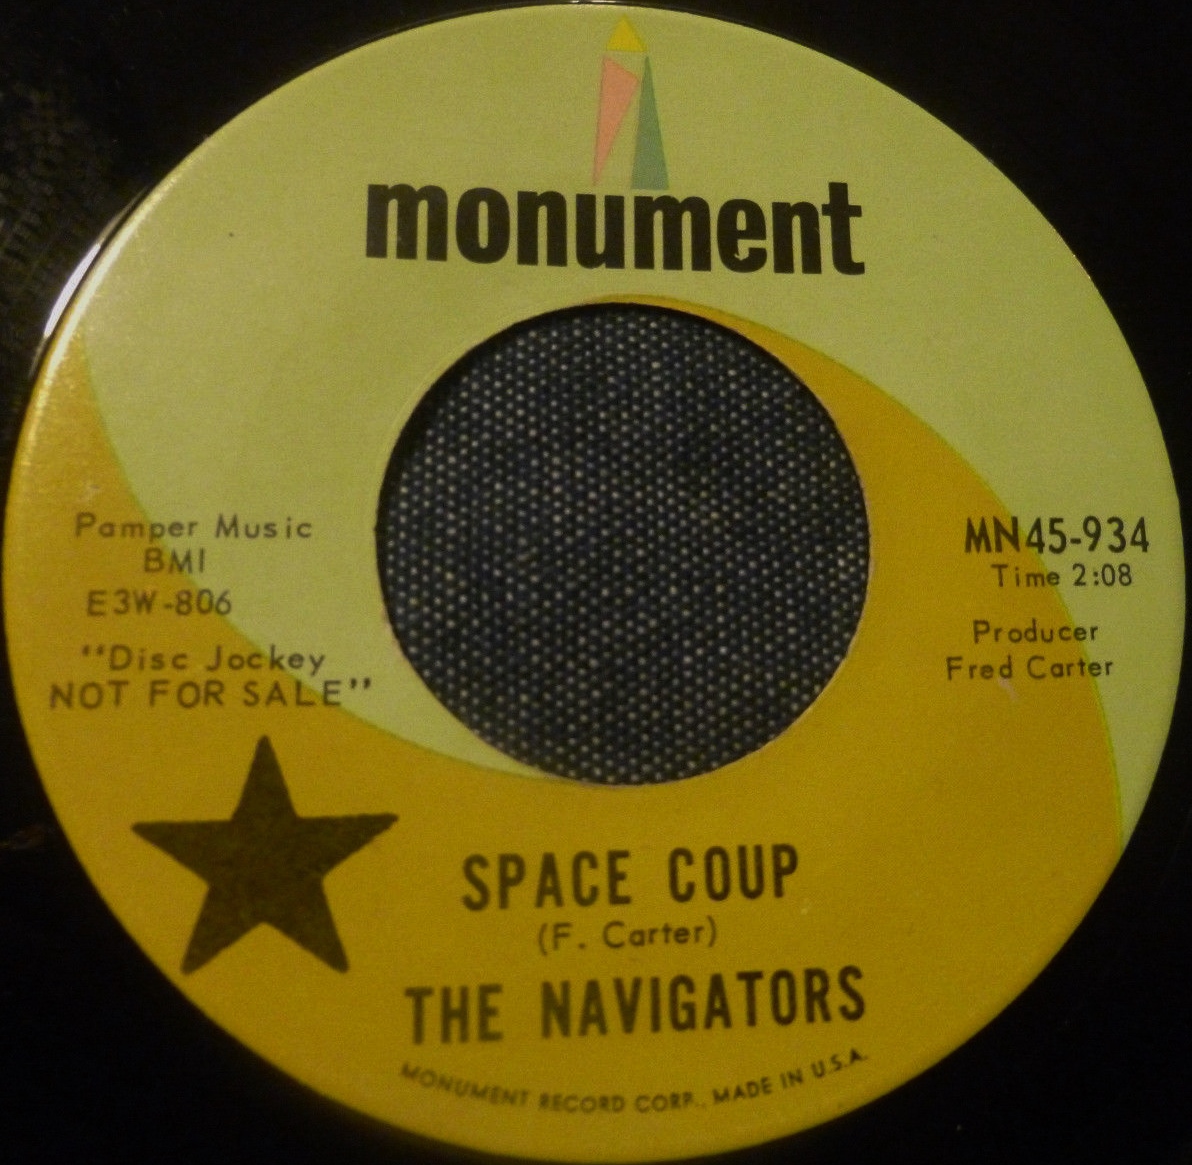 monument
Pamper Music
BMI
E3W-806
"Disc Jockey
NOT FOR SALE"
MN45-934
Time 2:08
Producer
Fred Carter
SPACE COUP
(F. Carter)
THE NAVIGATORS
MONUMENT RECORD CORP., MADE IN U.S.A.